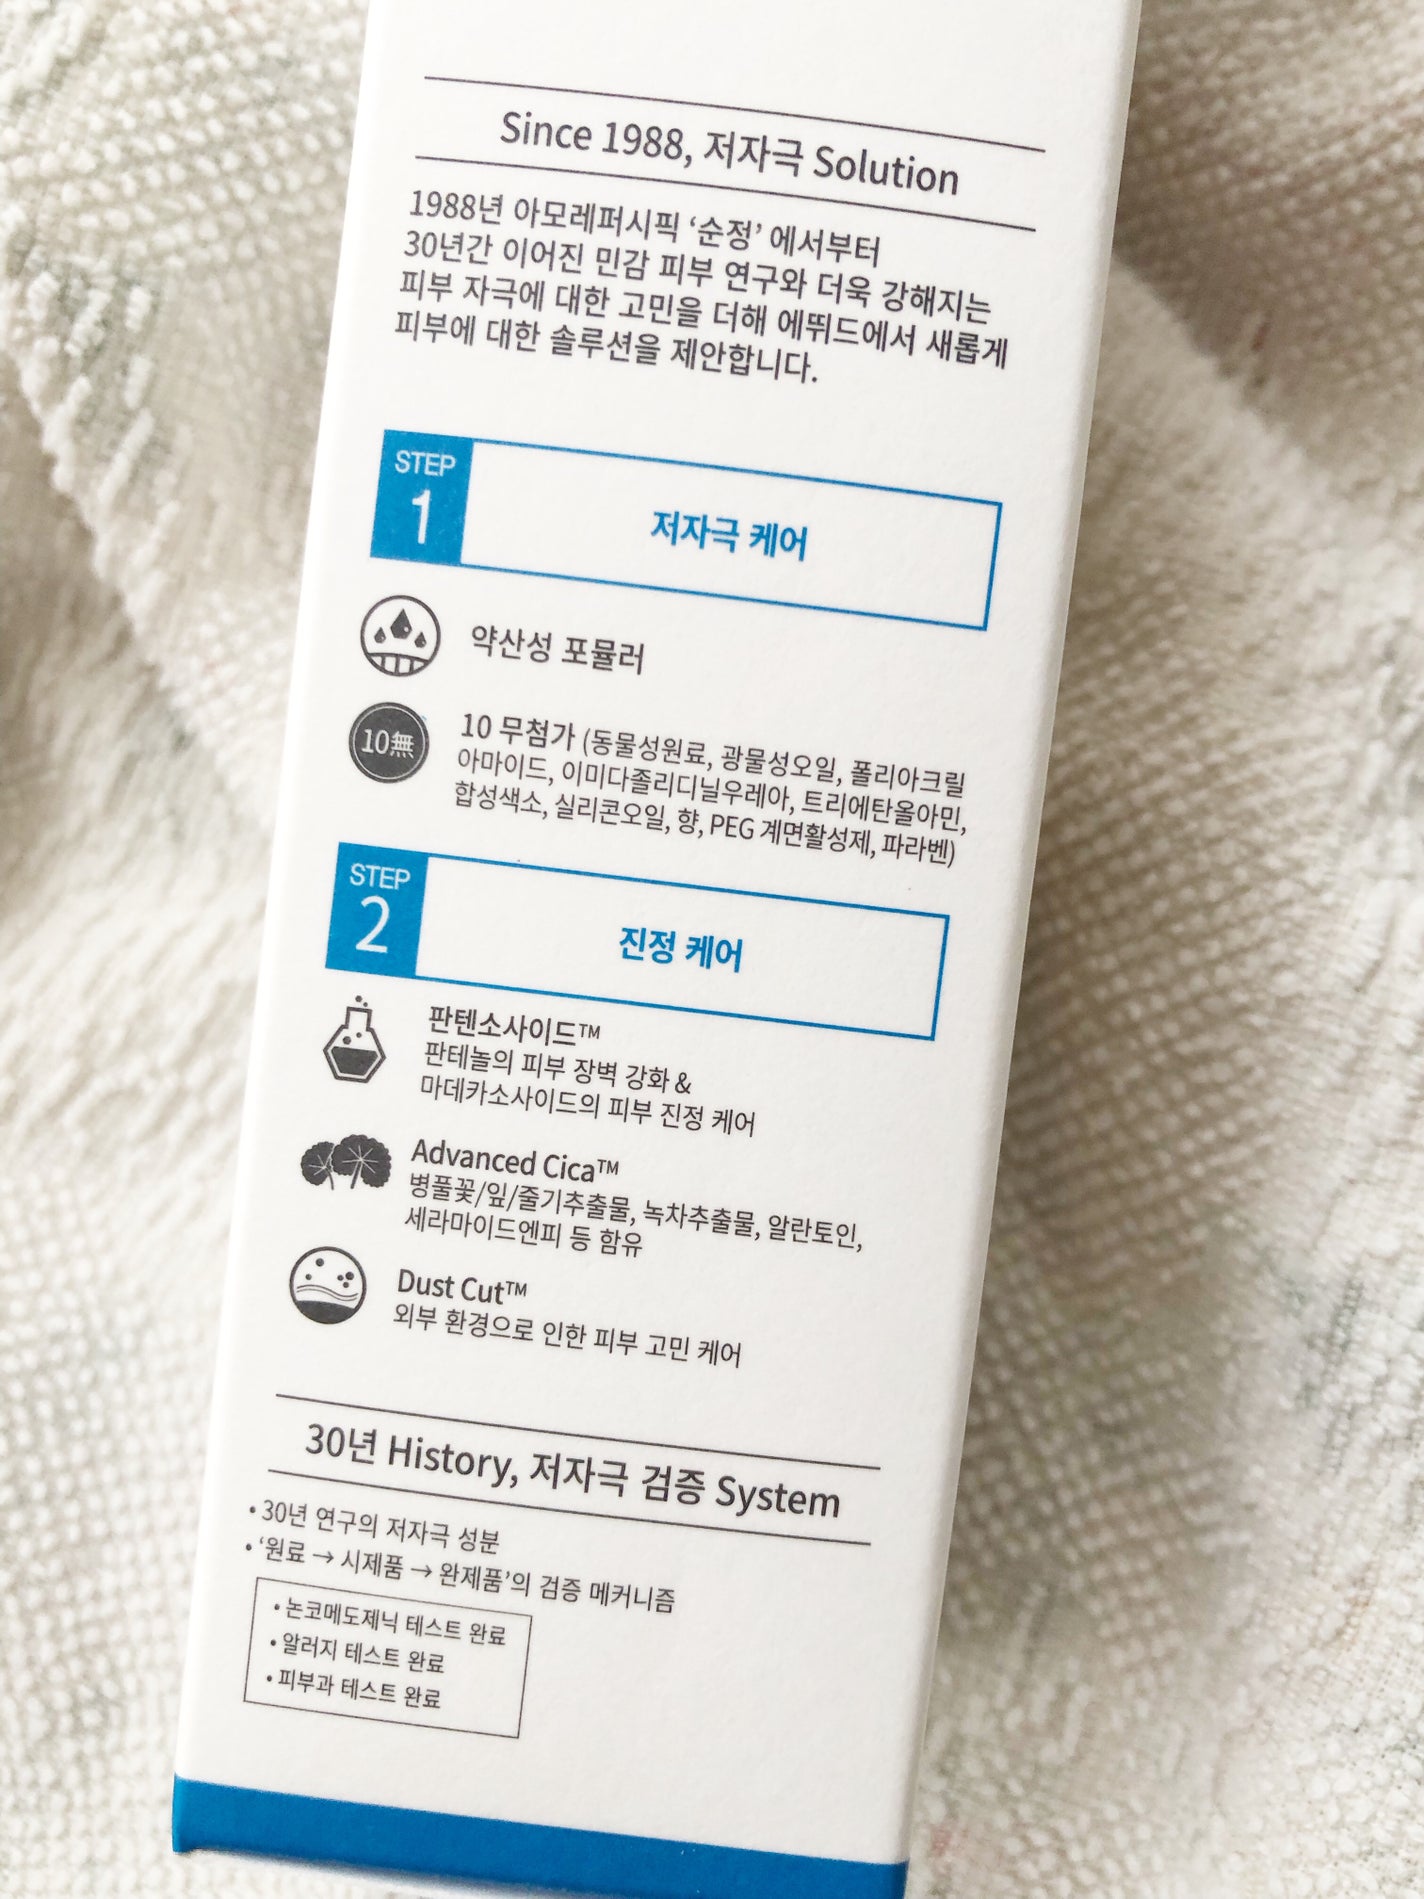 Since 1988, 저자극 Solution
1988년 아모레퍼시픽 ‘순정’ 에서부터
30년간 이어진 민감 피부 연구와 더욱 강해지는
피부 자극에 대한 고민을 더해 에뛰드에서 새롭게
피부에 대한 솔루션을 제안합니다.
STEP
1
저자극 케어
약산성 포뮬러
10無
10 무첨가 (동물성원료, 광물성오일, 폴리아크릴
아마이드, 이미다졸리디닐우레아, 트리에탄올아민,
합성색소, 실리콘오일, 향, PEG 계면활성제, 파라벤)
STEP
2
진정 케어
판텐소사이드™
판테놀의 피부 장벽 강화 &
마데카소사이드의 피부 진정 케어
Advanced Cica™
병풀꽃/잎/줄기추출물, 녹차추출물, 알란토인,
세라마이드엔피 등 함유
Dust Cut™
외부 환경으로 인한 피부 고민 케어
30년 History, 저자극 검증 System
• 30년 연구의 저자극 성분
• ‘원료 → 시제품 → 완제품’의 검증 메커니즘
• 논코메도제닉 테스트 완료
• 알러지 테스트 완료
• 피부과 테스트 완료